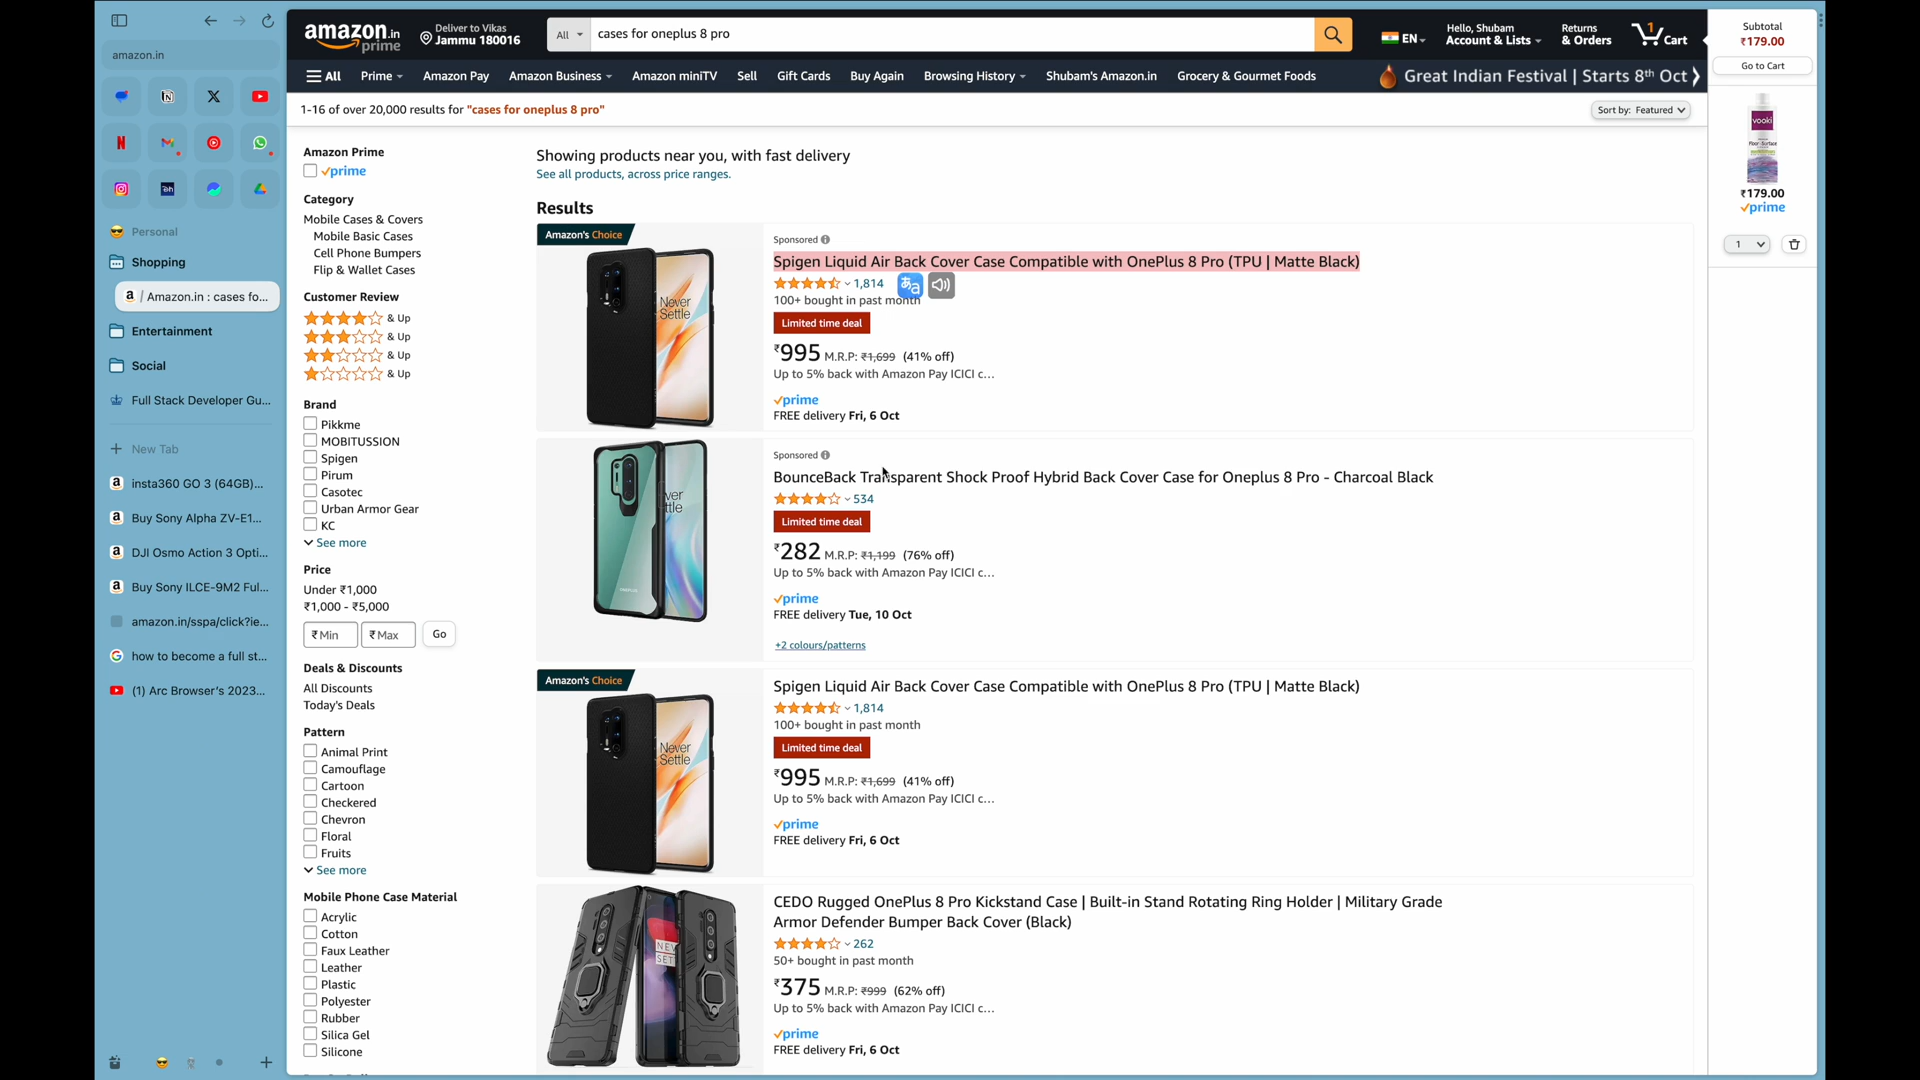 amazon.in
Personal
Shopping
/ Amazon.in : cases fo...
Entertainment
Social
Full Stack Developer Gu...
New Tab
insta360 GO 3 (64GB)...
Buy Sony Alpha ZV-E1...
DJI Osmo Action 3 Opti...
Buy Sony ILCE-9M2 Ful...
amazon.in/sspa/click?ie...
how to become a full st...
(1) Arc Browser's 2023...
amazon.in
prime
Deliver to Vikas
Jammu 180016
All
cases for oneplus 8 pro
EN
Hello, Shubam
Account & Lists
Returns
& Orders
1
Cart
All
Prime
Amazon Pay
Amazon Business
Amazon miniTV
Sell
Gift Cards
Buy Again
Browsing History
Shubam's Amazon.in
Grocery & Gourmet Foods
Great Indian Festival | Starts 8th Oct
1-16 of over 20,000 results for "cases for oneplus 8 pro"
Sort by: Featured
Amazon Prime
prime
Category
Mobile Cases & Covers
Mobile Basic Cases
Cell Phone Bumpers
Flip & Wallet Cases
Customer Review
& Up
& Up
& Up
& Up
Brand
Pikkme
MOBITUSSION
Spigen
Pirum
Casotec
Urban Armor Gear
KC
See more
Price
Under ₹1,000
₹1,000 - ₹5,000
₹ Min
₹ Max
Go
Deals & Discounts
All Discounts
Today's Deals
Pattern
Animal Print
Camouflage
Cartoon
Checkered
Chevron
Floral
Fruits
See more
Mobile Phone Case Material
Acrylic
Cotton
Faux Leather
Leather
Plastic
Polyester
Rubber
Silica Gel
Silicone
Showing products near you, with fast delivery
See all products, across price ranges.
Results
Amazon's Choice
Never
Settle
Sponsored
Spigen Liquid Air Back Cover Case Compatible with OnePlus 8 Pro (TPU | Matte Black)
1,814
100+ bought in past month
Limited time deal
₹995 M.R.P: ₹1,699 (41% off)
Up to 5% back with Amazon Pay ICICI c...
prime
FREE delivery Fri, 6 Oct
Sponsored
BounceBack Transparent Shock Proof Hybrid Back Cover Case for Oneplus 8 Pro - Charcoal Black
534
Limited time deal
₹282 M.R.P: ₹1,199 (76% off)
Up to 5% back with Amazon Pay ICICI c...
prime
FREE delivery Tue, 10 Oct
+2 colours/patterns
Amazon's Choice
Never
Settle
Spigen Liquid Air Back Cover Case Compatible with OnePlus 8 Pro (TPU | Matte Black)
1,814
100+ bought in past month
Limited time deal
₹995 M.R.P: ₹1,699 (41% off)
Up to 5% back with Amazon Pay ICICI c...
prime
FREE delivery Fri, 6 Oct
CEDO Rugged OnePlus 8 Pro Kickstand Case | Built-in Stand Rotating Ring Holder | Military Grade
Armor Defender Bumper Back Cover (Black)
262
50+ bought in past month
₹375 M.R.P: ₹999 (62% off)
Up to 5% back with Amazon Pay ICICI c...
prime
FREE delivery Fri, 6 Oct
Subtotal
₹179.00
Go to Cart
vooki
₹179.00
prime
1